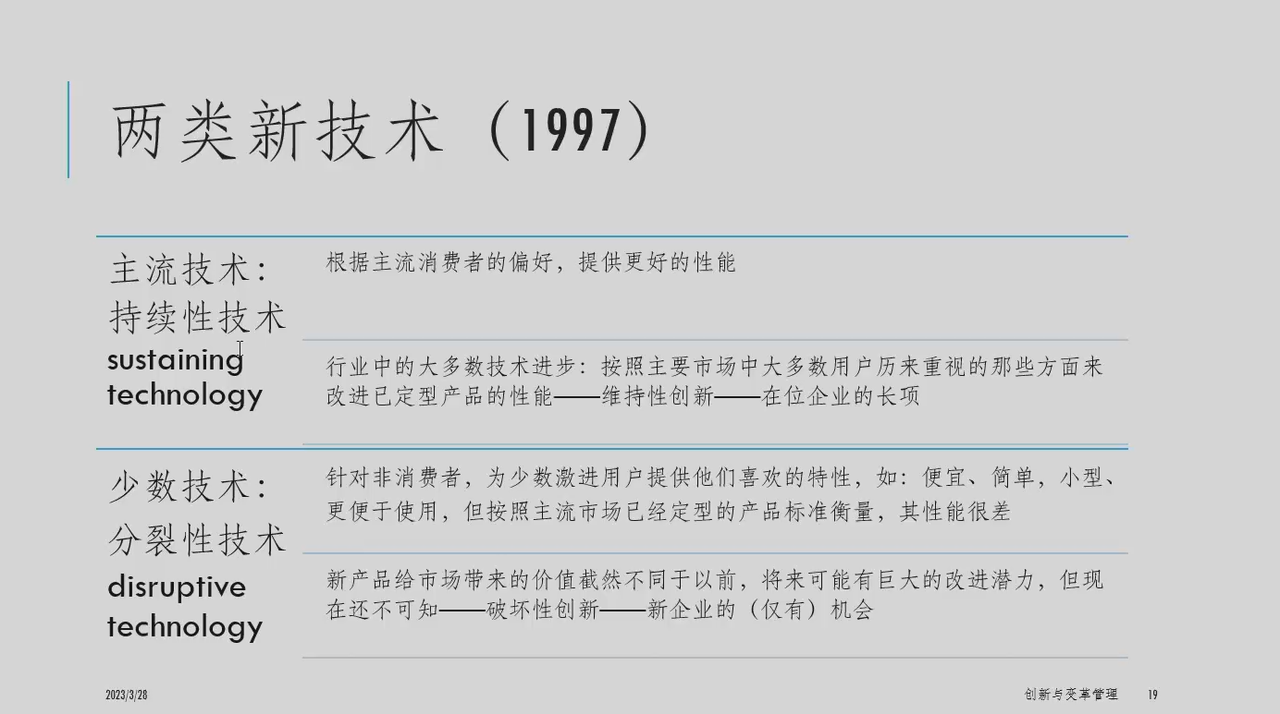 两类新技术（1997）
主流技术：
持续性技术
sustaining
technology
根据主流消费者的偏好，提供更好的性能
行业中的大多数技术进步：按照主要市场中大多数用户历来重视的那些方面来
改进已定型产品的性能——维持性创新——在位企业的长项
少数技术：
分裂性技术
disruptive
technology
针对非消费者，为少数激进用户提供他们喜欢的特性，如：便宜、简单，小型、
更便于使用，但按照主流市场已经定型的产品标准衡量，其性能很差
新产品给市场带来的价值截然不同于以前，将来可能有巨大的改进潜力，但现
在还不可知——破坏性创新——新企业的（仅有）机会
2023/3/28
创新与变革管理
19